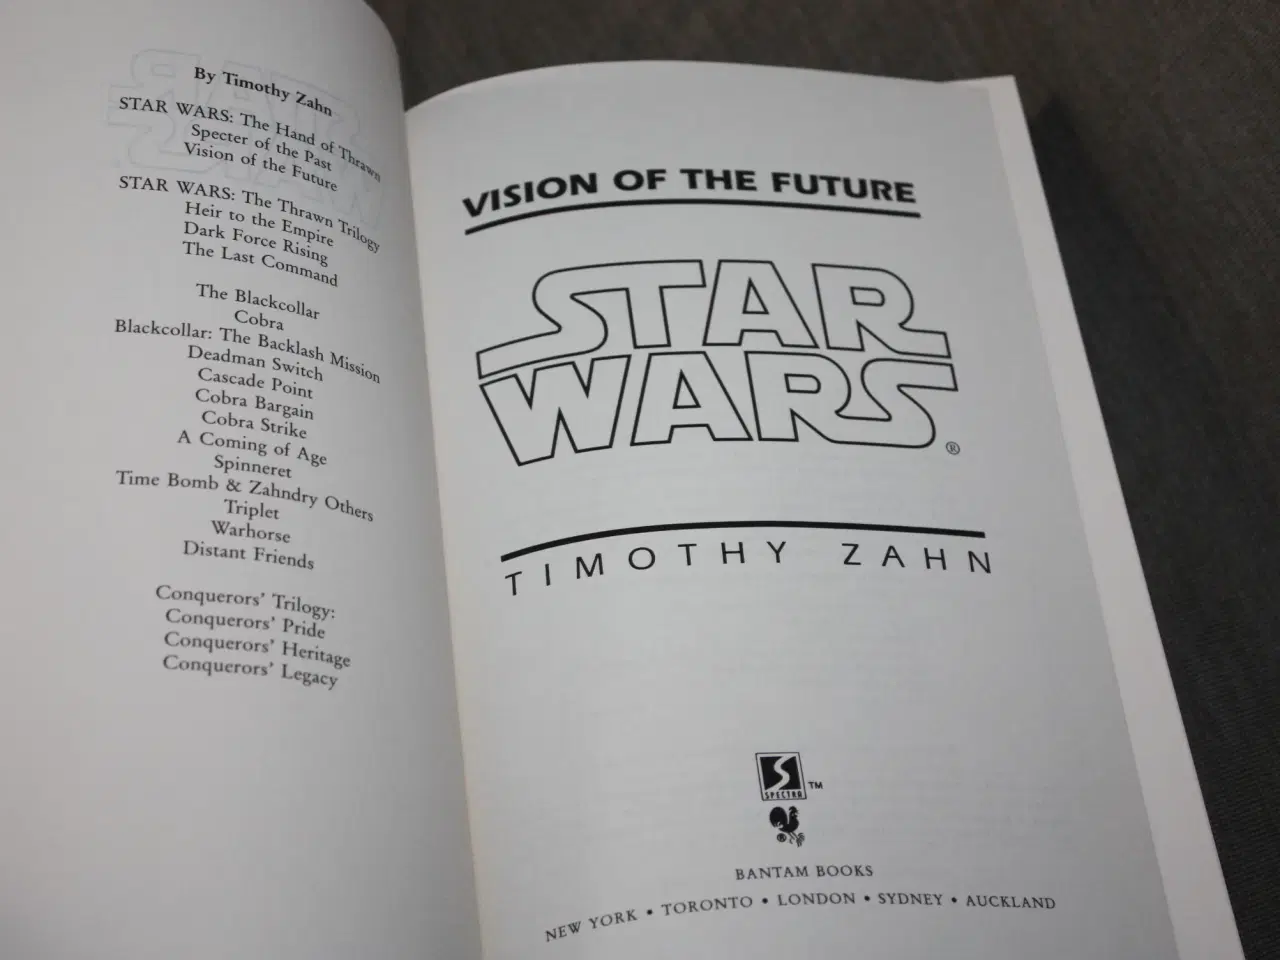 By Timothy Zahn
STAR WARS: The Hand of Thrawn
Specter of the Past
Vision of the Future
STAR WARS: The Thrawn Trilogy
Heir to the Empire
Dark Force Rising
The Last Command
The Blackcollar
Cobra
Blackcollar: The Backlash Mission
Deadman Switch
Cascade Point
Cobra Bargain
Cobra Strike
A Coming of Age
Spinneret
Time Bomb & Zahndry Others
Triplet
Warhorse
Distant Friends
Conquerors' Trilogy:
Conquerors' Pride
Conquerors' Heritage
Conquerors' Legacy
VISION OF THE FUTURE
STAR
WARS®
TIMOTHY ZAHN
S
SPECTRA ™
®
BANTAM BOOKS
NEW YORK • TORONTO • LONDON • SYDNEY • AUCKLAND